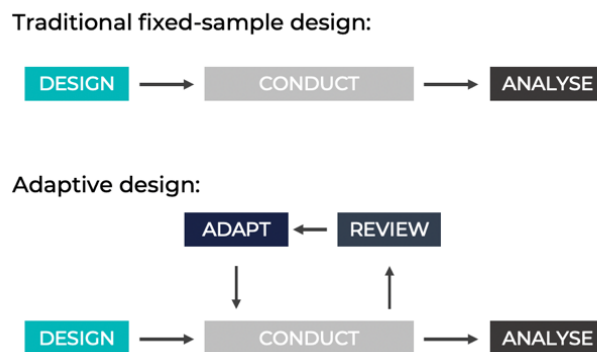 Traditional fixed-sample design:
DESIGN CONDUCT ANALYSE
Adaptive design:
ADAPT REVIEW
DESIGN CONDUCT ANALYSE